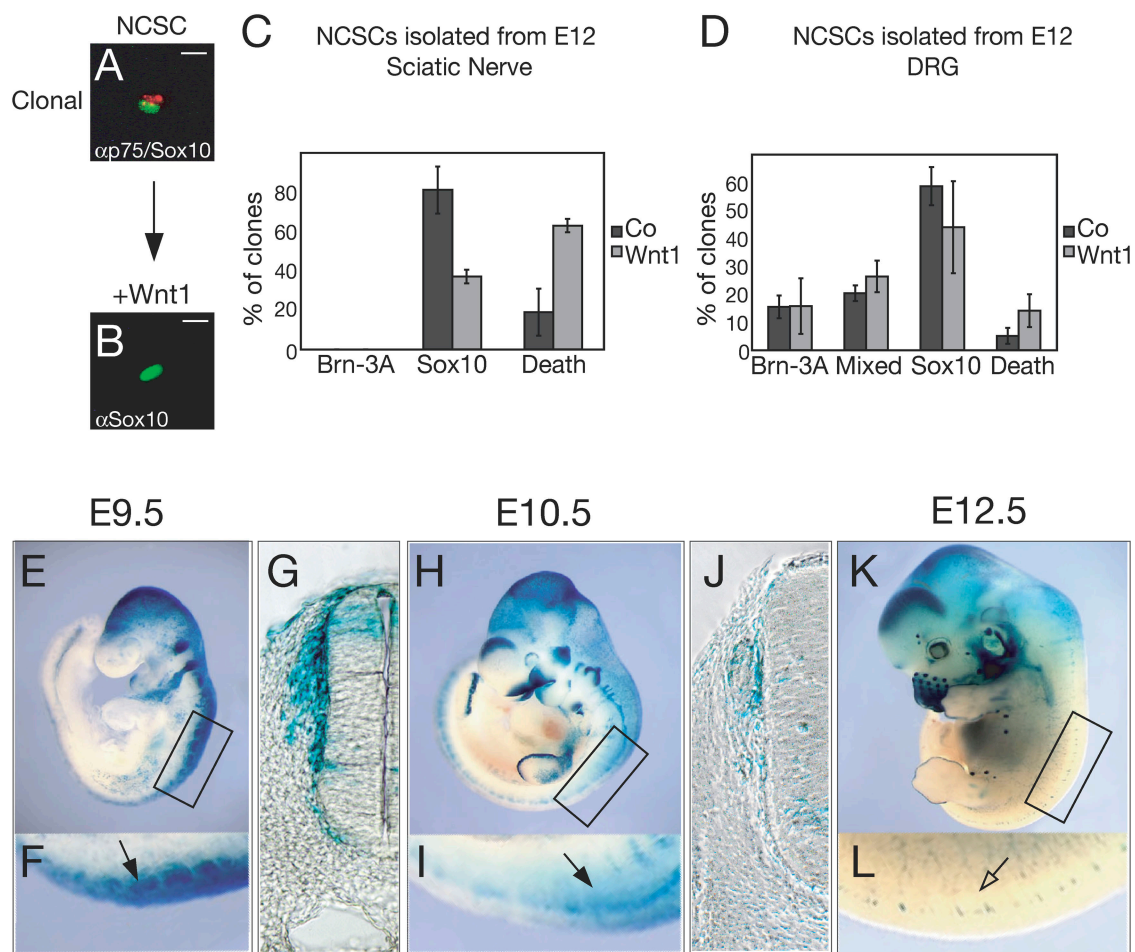 NCSC
A
Clonal
αp75/Sox10
+Wnt1
B
αSox10
C
NCSCs isolated from E12
Sciatic Nerve
% of clones
80
60
40
20
0
Brn-3A Sox10 Death
Co
Wnt1
D
NCSCs isolated from E12
DRG
% of clones
60
50
40
30
20
10
0
Brn-3A Mixed Sox10 Death
Co
Wnt1
E9.5
E10.5
E12.5
E
G
H
J
K
F
I
L